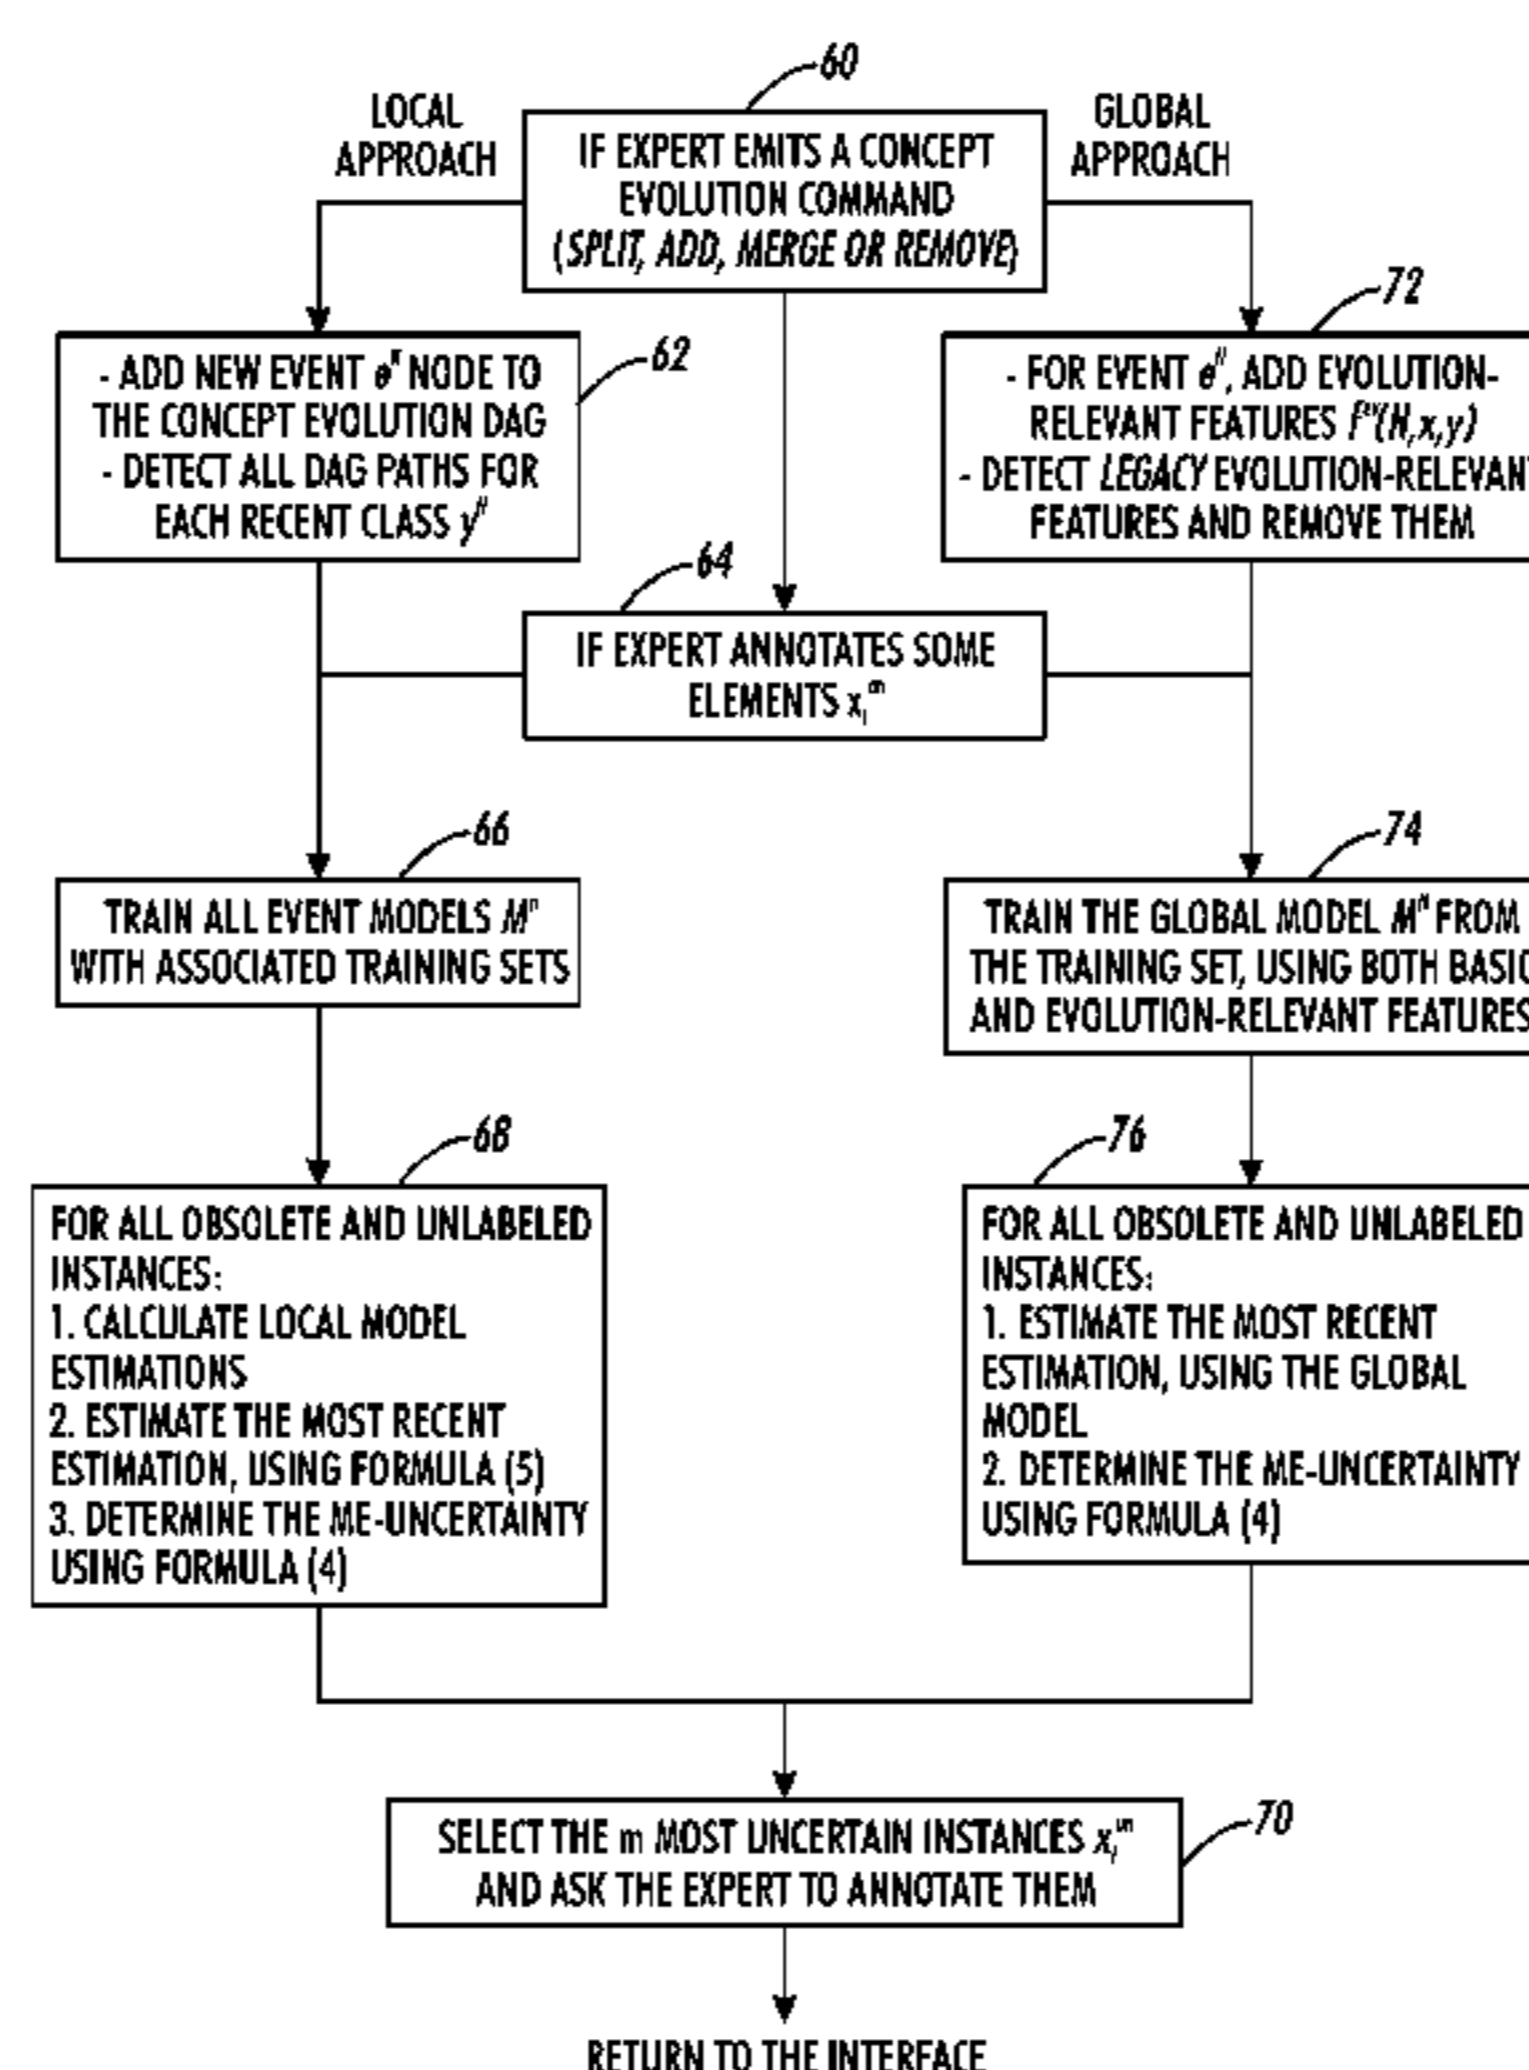 60
LOCAL
APPROACH
IF EXPERT EMITS A CONCEPT
EVOLUTION COMMAND
(SPLIT, ADD, MERGE OR REMOVE)
GLOBAL
APPROACH
72
62
- ADD NEW EVENT e^N NODE TO
THE CONCEPT EVOLUTION DAG
- DETECT ALL DAG PATHS FOR
EACH RECENT CLASS y^N
- FOR EVENT e^N, ADD EVOLUTION-
RELEVANT FEATURES f^ev(N,x,y)
- DETECT LEGACY EVOLUTION-RELEVANT
FEATURES AND REMOVE THEM
64
IF EXPERT ANNOTATES SOME
ELEMENTS x_i^an
66
TRAIN ALL EVENT MODELS M^n
WITH ASSOCIATED TRAINING SETS
74
TRAIN THE GLOBAL MODEL M^N FROM
THE TRAINING SET, USING BOTH BASIC
AND EVOLUTION-RELEVANT FEATURES
68
FOR ALL OBSOLETE AND UNLABELED
INSTANCES:
1. CALCULATE LOCAL MODEL
ESTIMATIONS
2. ESTIMATE THE MOST RECENT
ESTIMATION, USING FORMULA (5)
3. DETERMINE THE ME-UNCERTAINTY
USING FORMULA (4)
76
FOR ALL OBSOLETE AND UNLABELED
INSTANCES:
1. ESTIMATE THE MOST RECENT
ESTIMATION, USING THE GLOBAL
MODEL
2. DETERMINE THE ME-UNCERTAINTY
USING FORMULA (4)
70
SELECT THE m MOST UNCERTAIN INSTANCES x_i^un
AND ASK THE EXPERT TO ANNOTATE THEM
RETURN TO THE INTERFACE